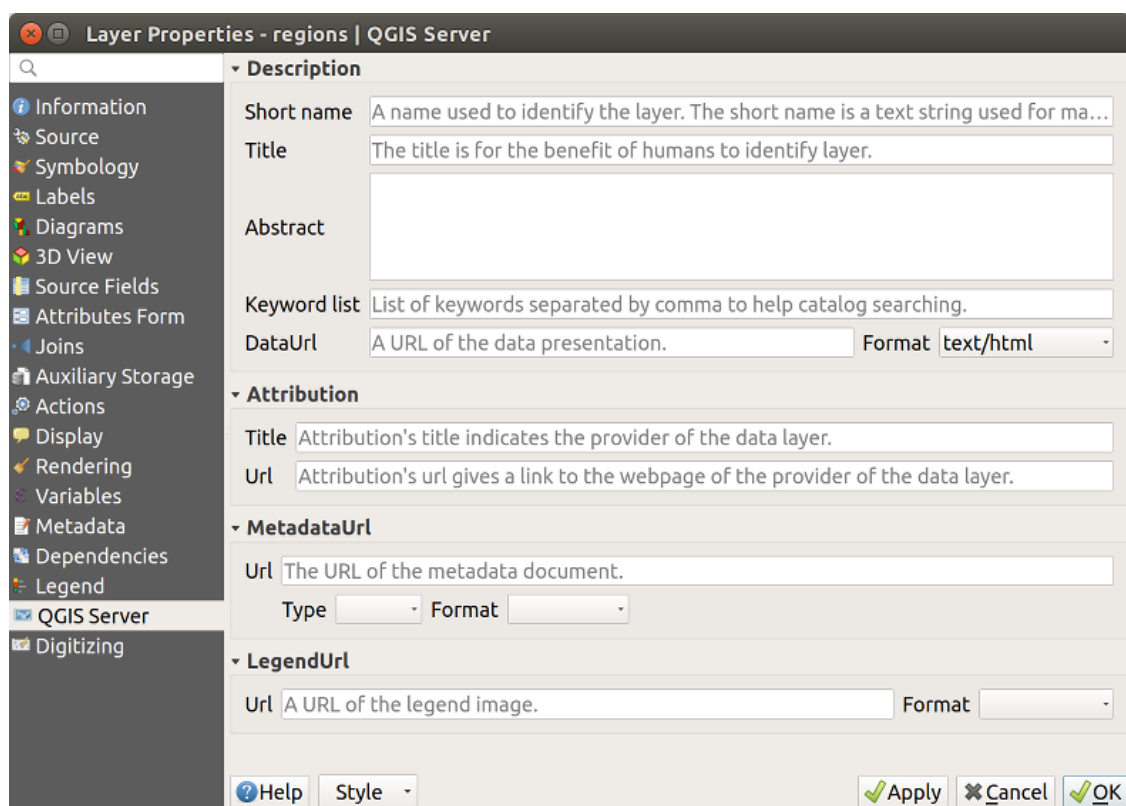 Layer Properties - regions | QGIS Server
Information
Source
Symbology
Labels
Diagrams
3D View
Source Fields
Attributes Form
Joins
Auxiliary Storage
Actions
Display
Rendering
Variables
Metadata
Dependencies
Legend
QGIS Server
Digitizing
Description
Short name A name used to identify the layer. The short name is a text string used for ma...
Title The title is for the benefit of humans to identify layer.
Abstract
Keyword list List of keywords separated by comma to help catalog searching.
DataUrl A URL of the data presentation. Format text/html
Attribution
Title Attribution's title indicates the provider of the data layer.
Url Attribution's url gives a link to the webpage of the provider of the data layer.
MetadataUrl
Url The URL of the metadata document.
Type Format
LegendUrl
Url A URL of the legend image. Format
Help Style Apply Cancel OK